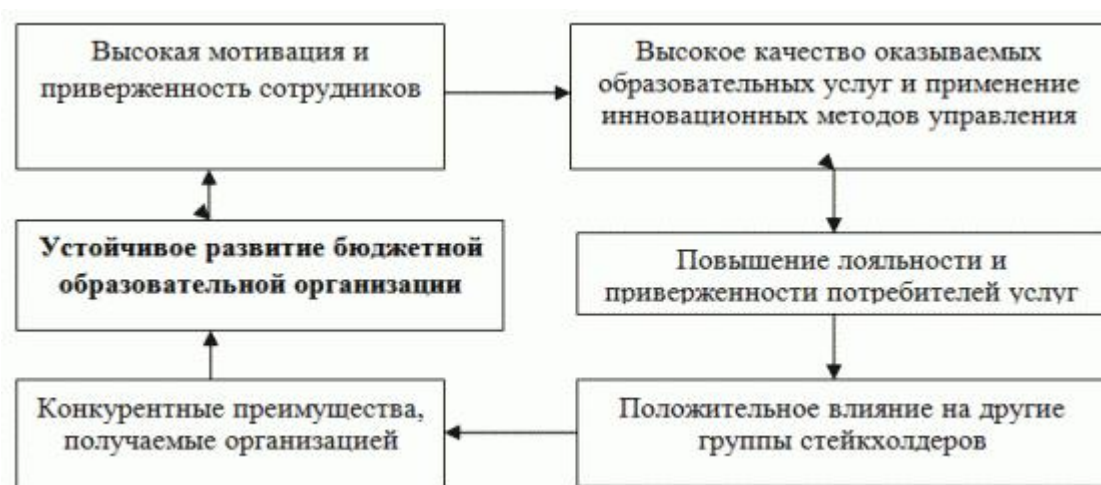 Высокая мотивация и
приверженность сотрудников
Высокое качество оказываемых
образовательных услуг и применение
инновационных методов управления
Устойчивое развитие бюджетной
образовательной организации
Повышение лояльности и
приверженности потребителей услуг
Конкурентные преимущества,
получаемые организацией
Положительное влияние на другие
группы стейкхолдеров